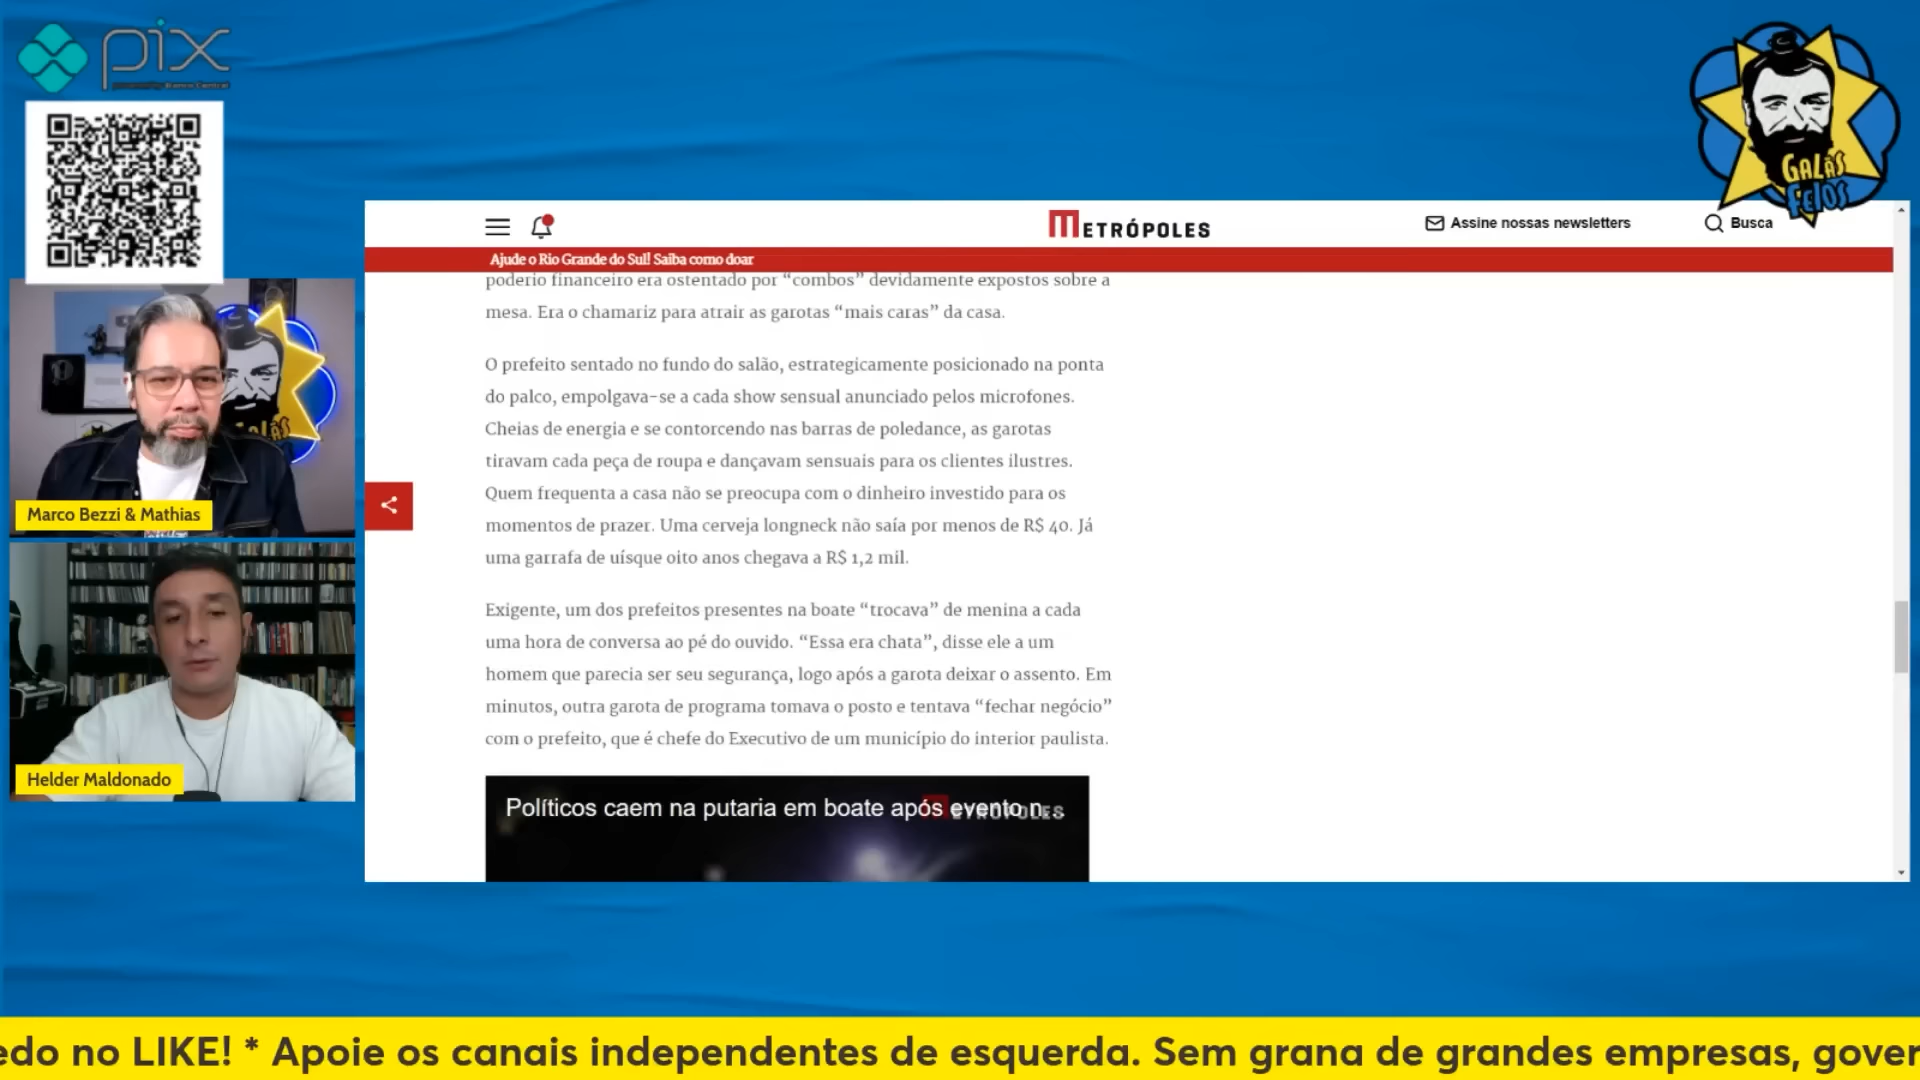 pix
powered by Banco Central
GALÃS
FEIOS
METRÓPOLES
Assine nossas newsletters
Busca
Ajude o Rio Grande do Sul! Saiba como doar
poderio financeiro era ostentado por “combos” devidamente expostos sobre a
mesa. Era o chamariz para atrair as garotas “mais caras” da casa.
O prefeito sentado no fundo do salão, estrategicamente posicionado na ponta
do palco, empolgava-se a cada show sensual anunciado pelos microfones.
Cheias de energia e se contorcendo nas barras de poledance, as garotas
tiravam cada peça de roupa e dançavam sensuais para os clientes ilustres.
Quem frequenta a casa não se preocupa com o dinheiro investido para os
momentos de prazer. Uma cerveja longneck não saía por menos de R$ 40. Já
uma garrafa de uísque oito anos chegava a R$ 1,2 mil.
Exigente, um dos prefeitos presentes na boate “trocava” de menina a cada
uma hora de conversa ao pé do ouvido. “Essa era chata”, disse ele a um
homem que parecia ser seu segurança, logo após a garota deixar o assento. Em
minutos, outra garota de programa tomava o posto e tentava “fechar negócio”
com o prefeito, que é chefe do Executivo de um município do interior paulista.
Políticos caem na putaria em boate após evento n...
METRÓPOLES
GALÃS
Marco Bezzi & Mathias
Helder Maldonado
edo no LIKE! * Apoie os canais independentes de esquerda. Sem grana de grandes empresas, gover